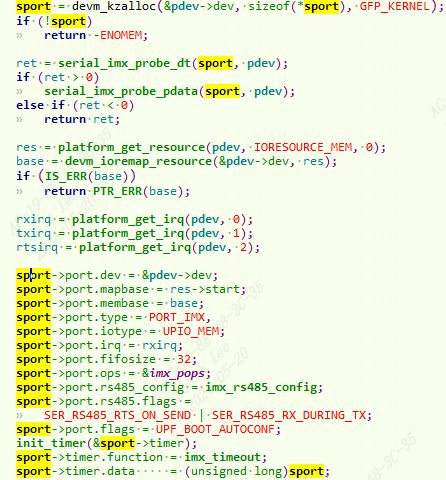 sport = devm_kzalloc(&pdev->dev, sizeof(*sport), GFP_KERNEL);
if (!sport)
» return -ENOMEM;
ret = serial_imx_probe_dt(sport, pdev);
if (ret > 0)
» serial_imx_probe_pdata(sport, pdev);
else if (ret < 0)
» return ret;
res = platform_get_resource(pdev, IORESOURCE_MEM, 0);
base = devm_ioremap_resource(&pdev->dev, res);
if (IS_ERR(base))
» return PTR_ERR(base);
rxirq = platform_get_irq(pdev, 0);
txirq = platform_get_irq(pdev, 1);
rtsirq = platform_get_irq(pdev, 2);
sport->port.dev = &pdev->dev;
sport->port.mapbase = res->start;
sport->port.membase = base;
sport->port.type = PORT_IMX,
sport->port.iotype = UPIO_MEM;
sport->port.irq = rxirq;
sport->port.fifosize = 32;
sport->port.ops = &imx_pops;
sport->port.rs485_config = imx_rs485_config;
sport->port.rs485.flags =
» SER_RS485_RTS_ON_SEND | SER_RS485_RX_DURING_TX;
sport->port.flags = UPF_BOOT_AUTOCONF;
init_timer(&sport->timer);
sport->timer.function = imx_timeout;
sport->timer.data     = (unsigned long)sport;